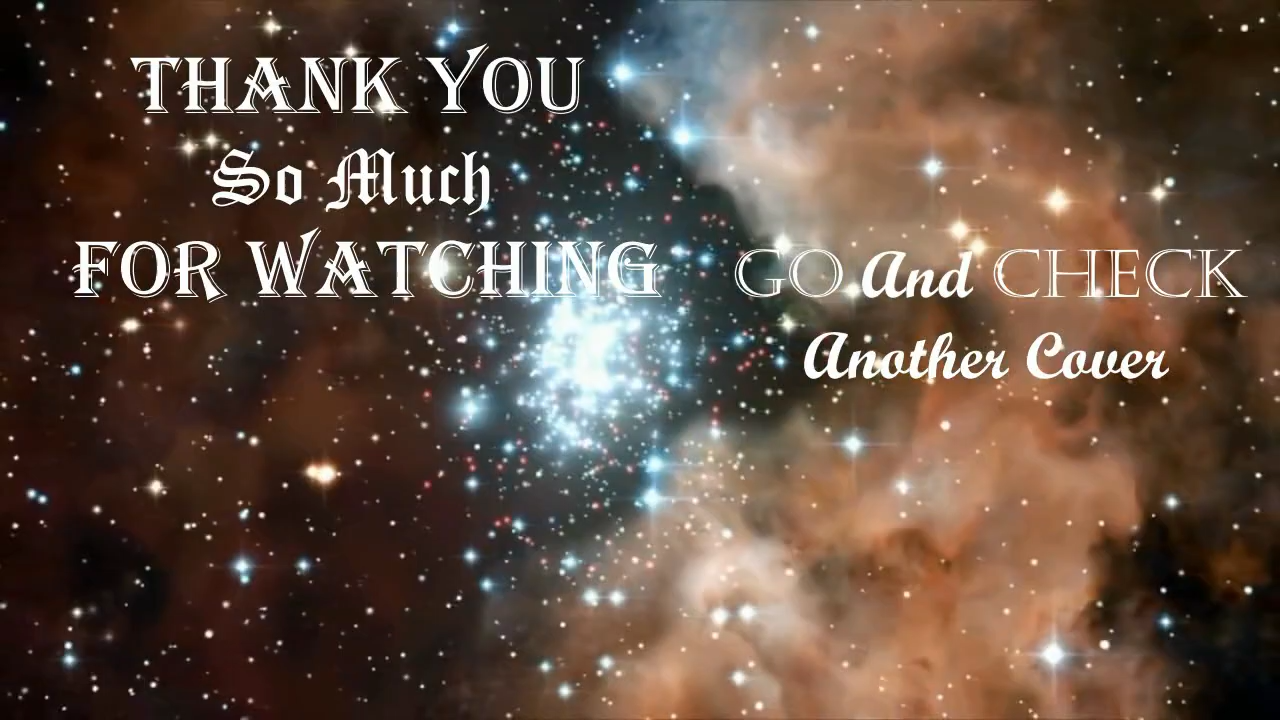 THANK YOU
So Much
FOR WATCHING
GO And CHECK
Another Cover